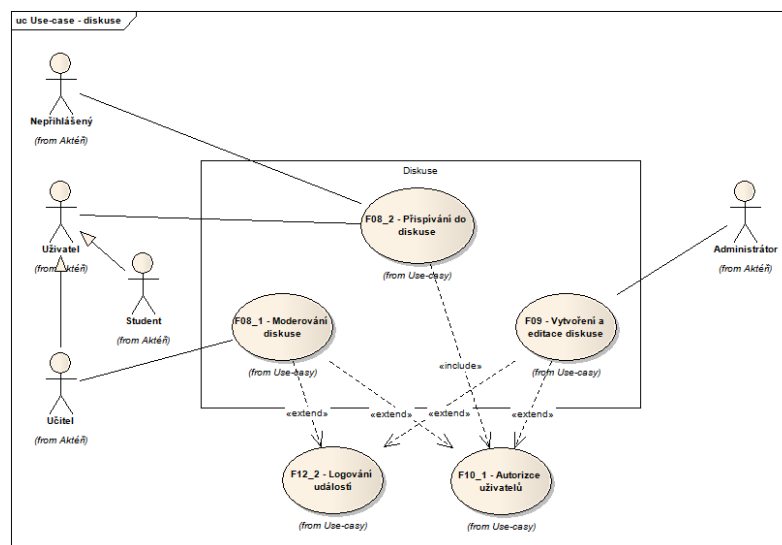 uc Use-case - diskuse
Nepřihlášený
(from Aktéři)
Diskuse
F08_2 - Přispívání do
diskuse
(from Use-casy)
Uživatel
(from Aktéři)
Administrátor
(from Aktéři)
Student
(from Aktéři)
F08_1 - Moderování
diskuse
(from Use-casy)
F09 - Vytvoření a
editace diskuse
(from Use-casy)
«include»
Učitel
(from Aktéři)
«extend»
«extend»
«extend»
«extend»
F12_2 - Logování
událostí
(from Use-casy)
F10_1 - Autorizce
uživatelů
(from Use-casy)